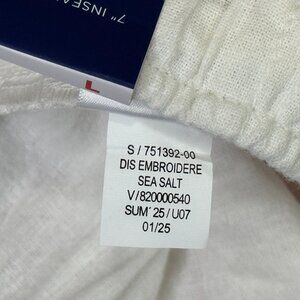 7" INSEA
L
S / 751392-00
DIS EMBROIDERE
SEA SALT
V/820000540
SUM' 25 / U07
01/25